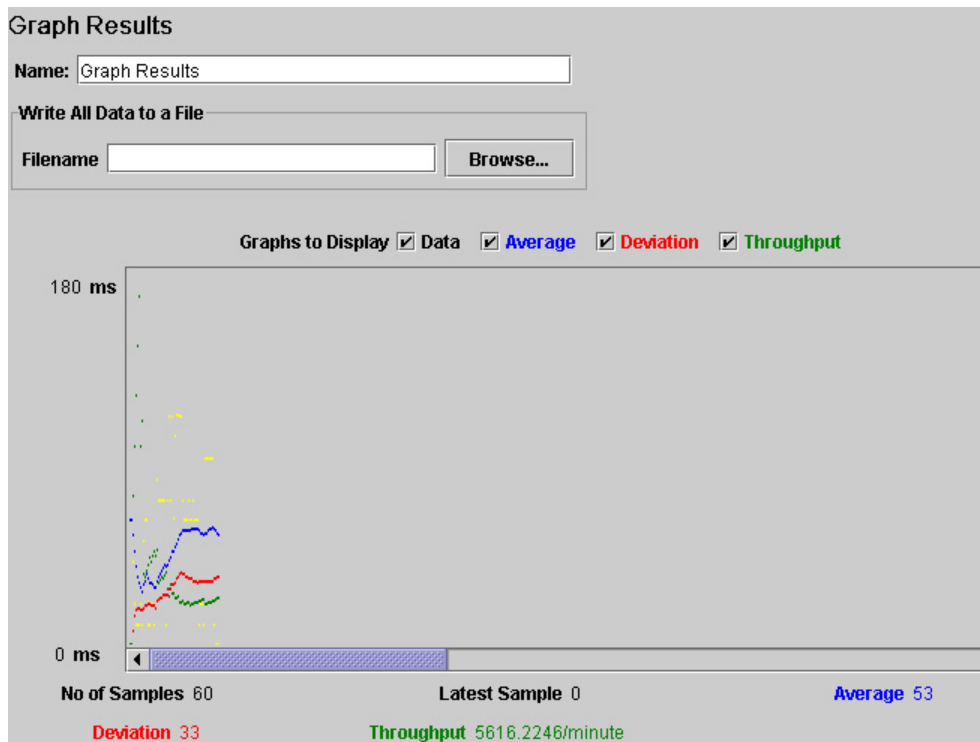 Graph Results
Name: Graph Results
Write All Data to a File
Filename Browse...
Graphs to Display Data Average Deviation Throughput
180 ms
0 ms
No of Samples 60 Latest Sample 0 Average 53
Deviation 33 Throughput 5616.2246/minute